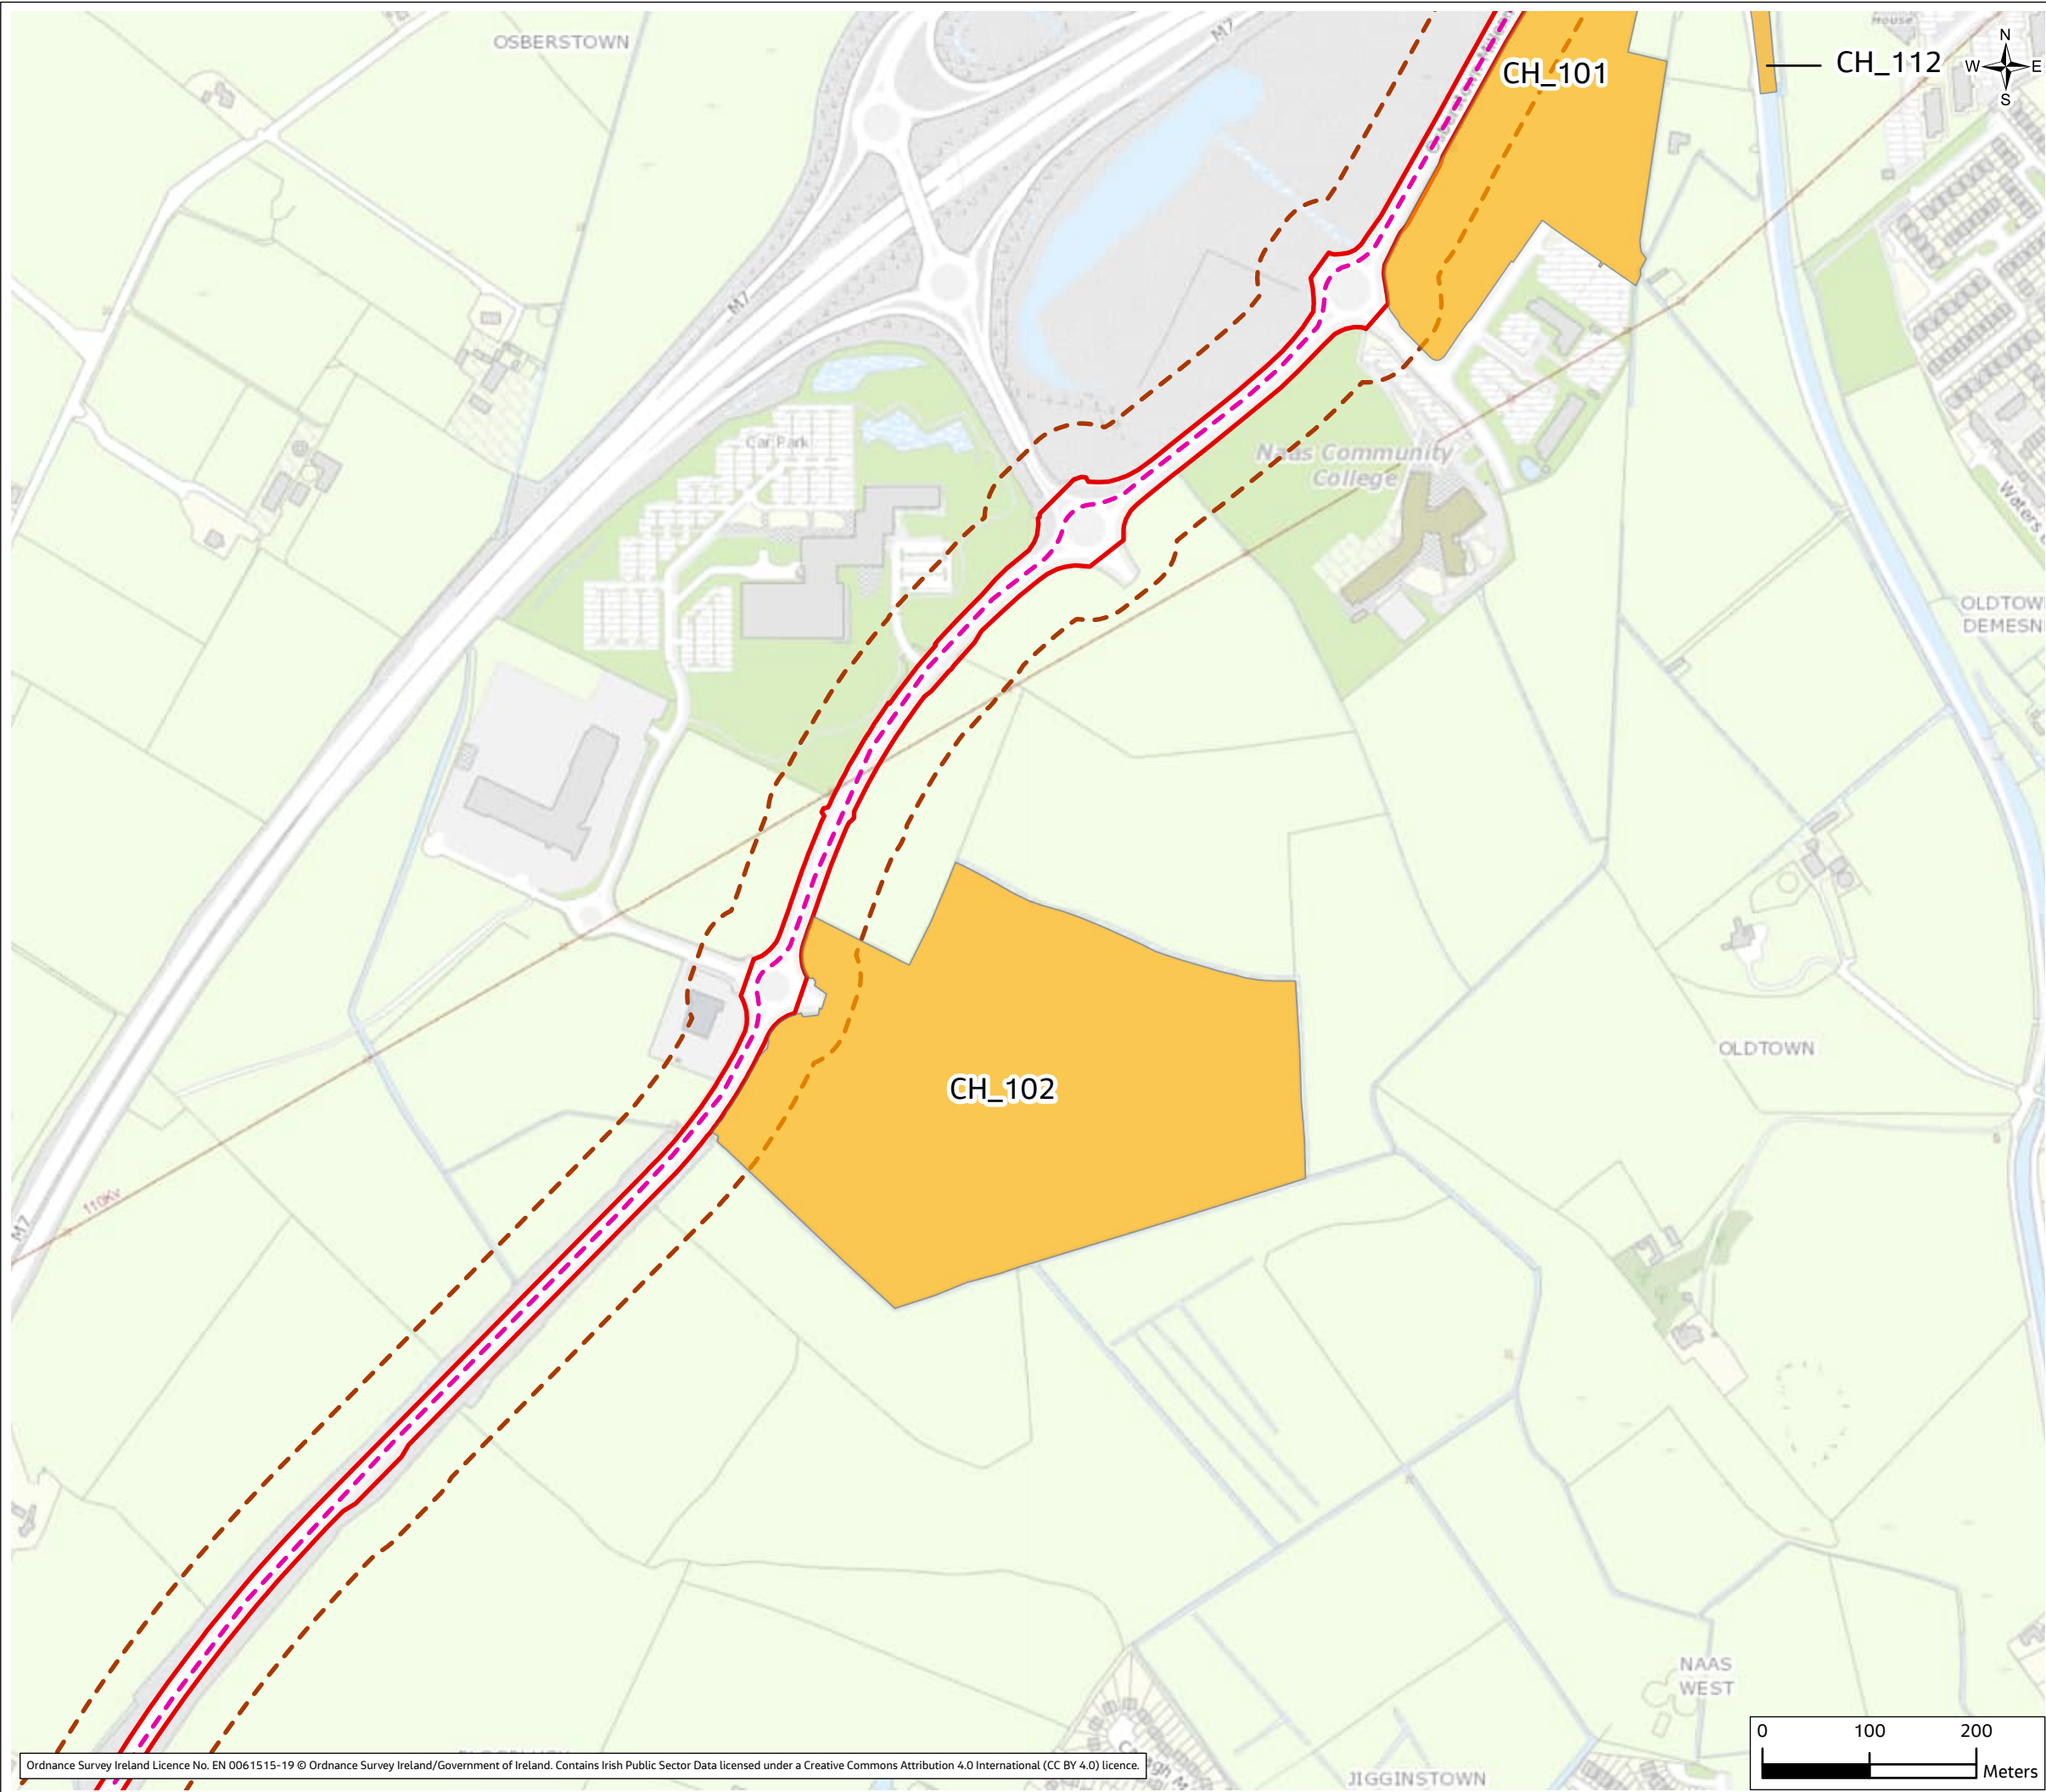 OSBERSTOWN
M7
House
N
W E
S
CH_112
CH_101
M7
Car Park
Naas Community
College
OLDTOW
DEMESN
OLDTOWN
CH_102
110Kv
M7
NAAS
WEST
JIGGINSTOWN
0 100 200
Meters
Ordnance Survey Ireland Licence No. EN 0061515-19 © Ordnance Survey Ireland/Government of Ireland. Contains Irish Public Sector Data licensed under a Creative Commons Attribution 4.0 International (CC BY 4.0) licence.